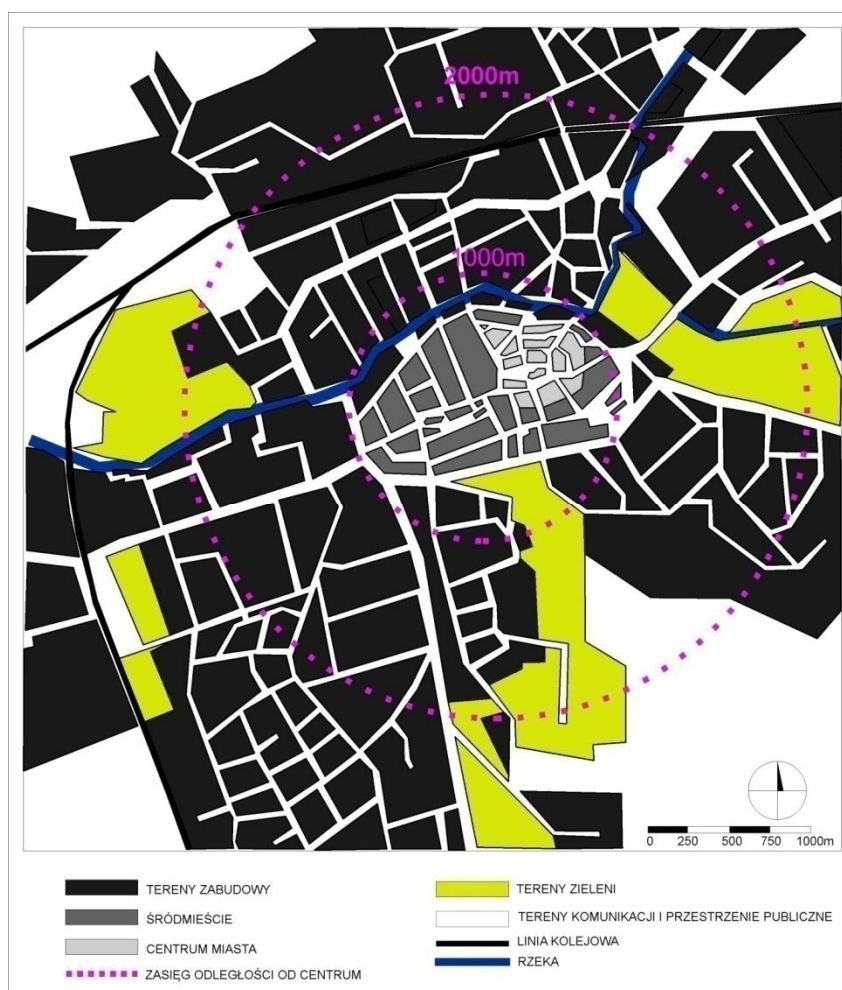 2000m
1000m
0 250 500 750 1000m
TERENY ZABUDOWY
ŚRÓDMIEŚCIE
CENTRUM MIASTA
ZASIĘG ODLEGŁOŚCI OD CENTRUM
TERENY ZIELENI
TERENY KOMUNIKACJI I PRZESTRZENIE PUBLICZNE
LINIA KOLEJOWA
RZEKA